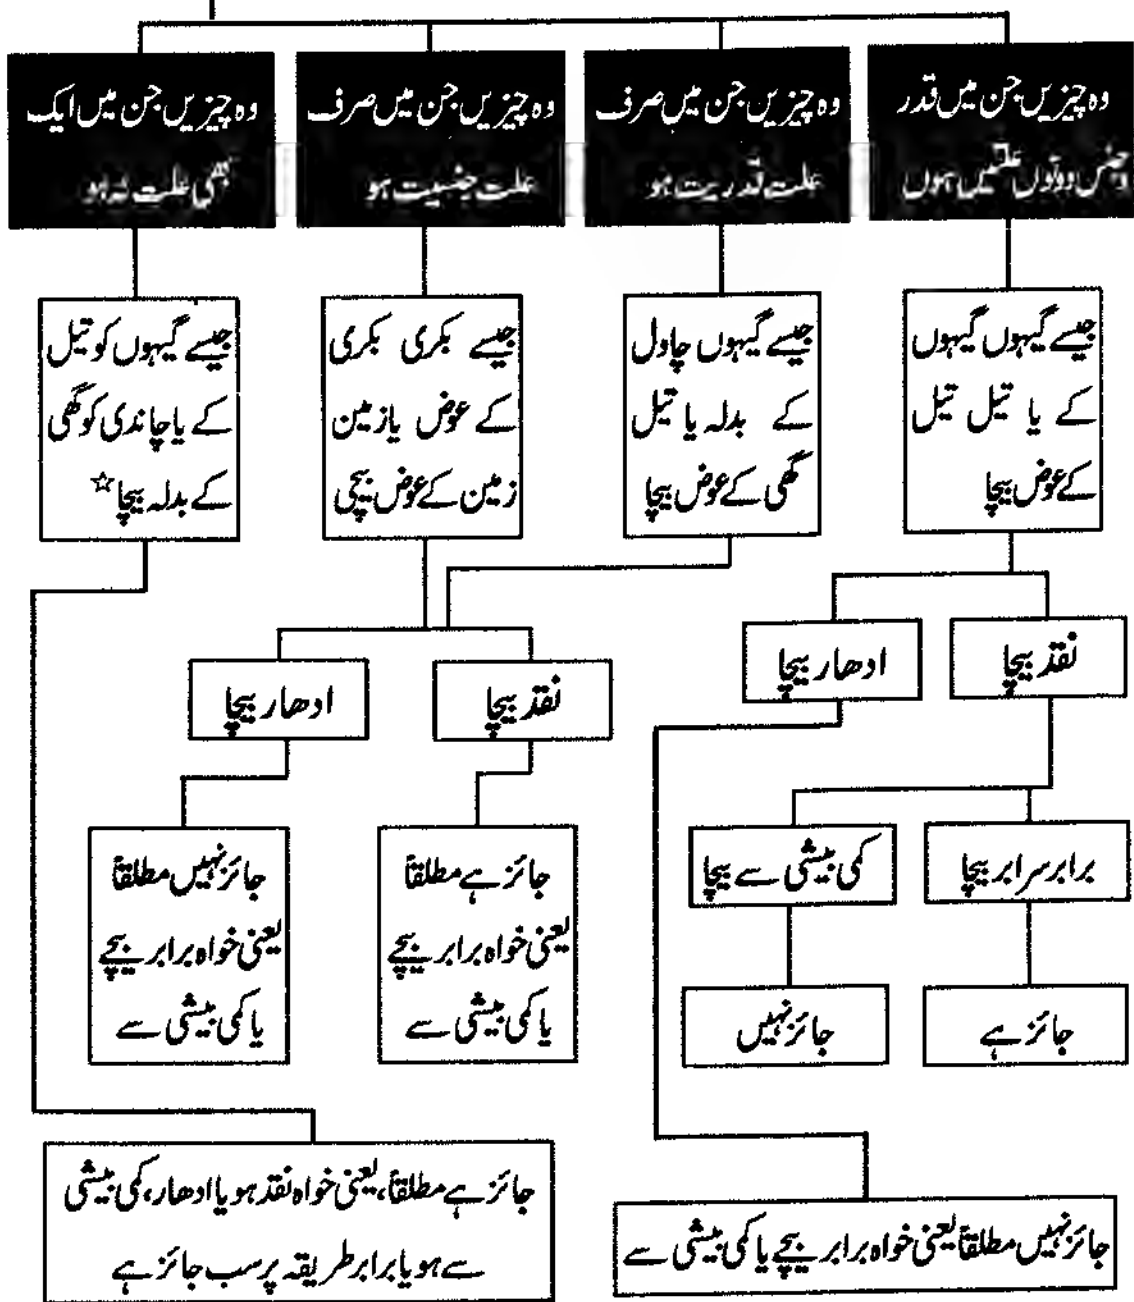 وہ چیزیں جن میں قدر
وجنس دونوں علتیں ہوں
وہ چیزیں جن میں صرف
علت قدریت ہو
وہ چیزیں جن میں صرف
علت جنسیت ہو
وہ چیزیں جن میں ایک
بھی علت نہ ہو
جیسے گیہوں گیہوں
کے یا تیل تیل
کے عوض بیچا
جیسے گیہوں چاول
کے بدلہ یا تیل
گھی کے عوض بیچا
جیسے بکری بکری
کے عوض یا زمین
زمین کے عوض بیچی
جیسے گیہوں کو تیل
کے یا چاندی کو گھی
کے بدلہ بیچا☆
نقد بیچا
ادھار بیچا
نقد بیچا
ادھار بیچا
برابر سرابر بیچا
کمی بیشی سے بیچا
جائز ہے مطلقاً
یعنی خواہ برابر بیچے
یا کمی بیشی سے
جائز نہیں مطلقاً
یعنی خواہ برابر بیچے
یا کمی بیشی سے
جائز ہے
جائز نہیں
جائز نہیں مطلقاً یعنی خواہ برابر بیچے یا کمی بیشی سے
جائز ہے مطلقاً، یعنی خواہ نقد ہو یا ادھار، کمی بیشی
سے ہو یا برابر طریقہ پر سب جائز ہے